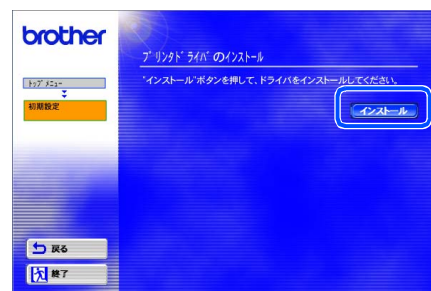 brother
プリンタドライバのインストール
"インストール"ボタンを押して、ドライバをインストールしてください。
トップメニュー
初期設定
インストール
戻る
終了